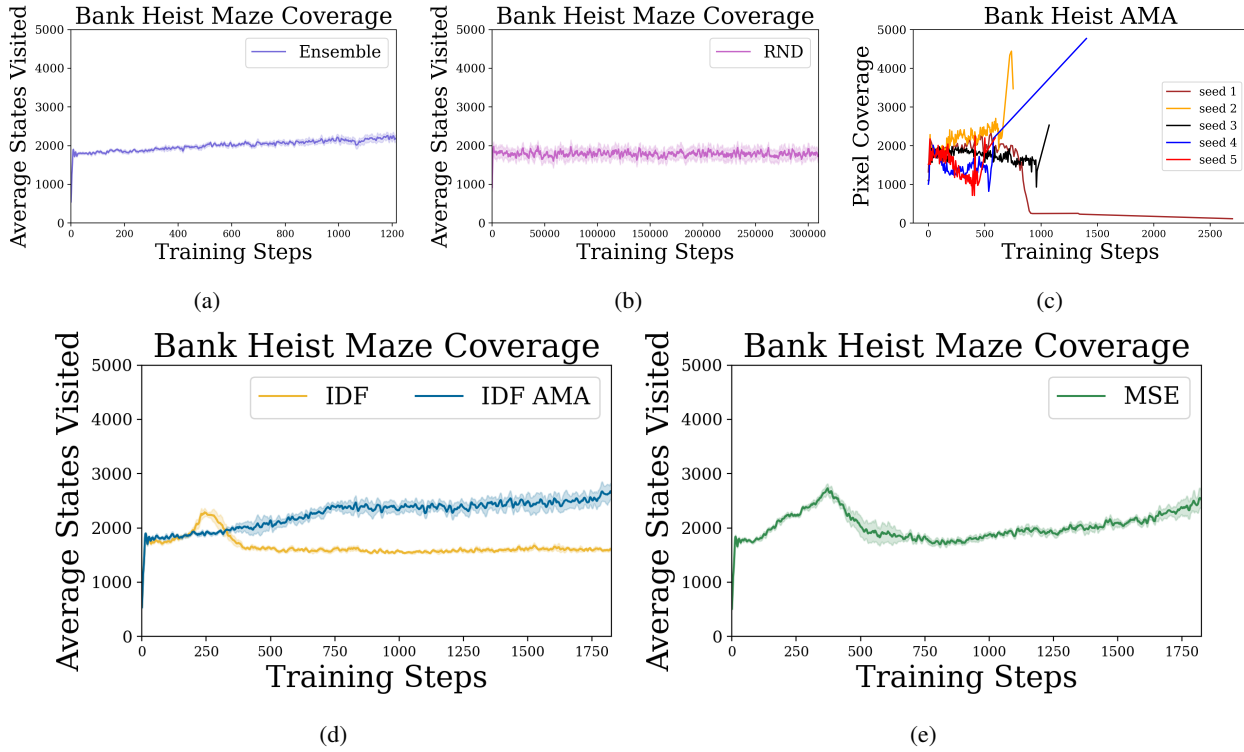 Bank Heist Maze Coverage
Average States Visited
5000
4000
3000
2000
1000
0
Ensemble
0 200 400 600 800 1000 1200
Training Steps
(a)
Bank Heist Maze Coverage
Average States Visited
5000
4000
3000
2000
1000
0
RND
0 50000 100000 150000 200000 250000 300000
Training Steps
(b)
Bank Heist AMA
Pixel Coverage
5000
4000
3000
2000
1000
0
seed 1
seed 2
seed 3
seed 4
seed 5
0 500 1000 1500 2000 2500
Training Steps
(c)
Bank Heist Maze Coverage
Average States Visited
5000
4000
3000
2000
1000
0
IDF IDF AMA
0 250 500 750 1000 1250 1500 1750
Training Steps
(d)
Bank Heist Maze Coverage
Average States Visited
5000
4000
3000
2000
1000
0
MSE
0 250 500 750 1000 1250 1500 1750
Training Steps
(e)